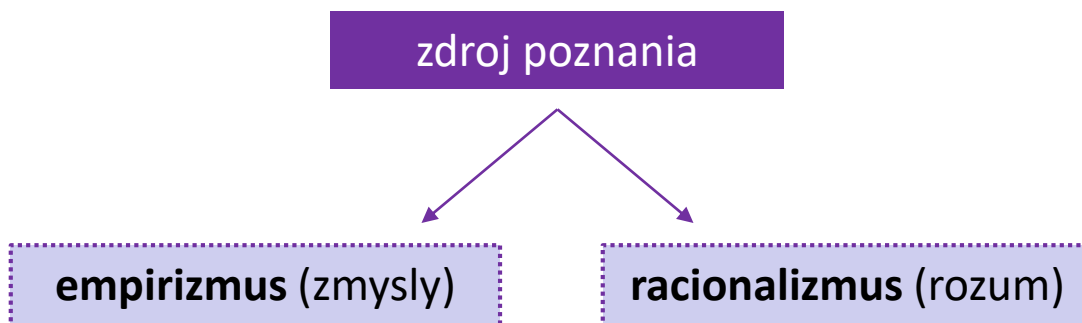 zdroj poznania
empirizmus (zmysly)
racionalizmus (rozum)